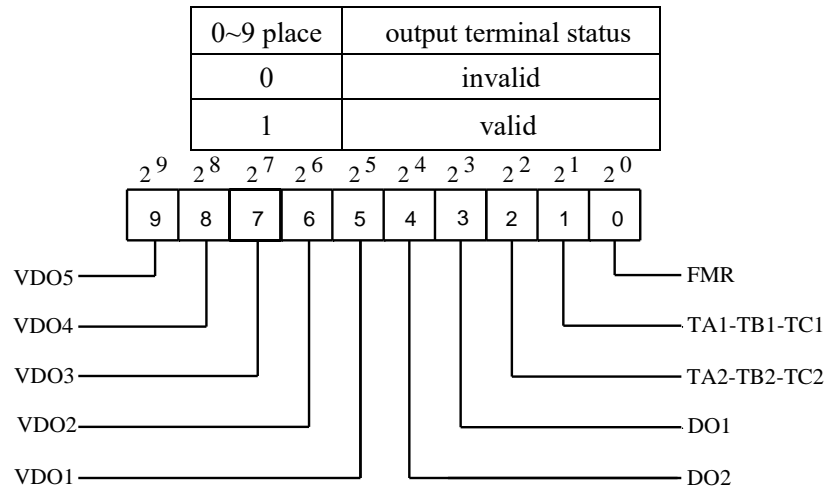 0~9 place output terminal status
0 invalid
1 valid
2^9 2^8 2^7 2^6 2^5 2^4 2^3 2^2 2^1 2^0
9 8 7 6 5 4 3 2 1 0
VDO5 FMR
VDO4 TA1-TB1-TC1
VDO3 TA2-TB2-TC2
VDO2 DO1
VDO1 DO2